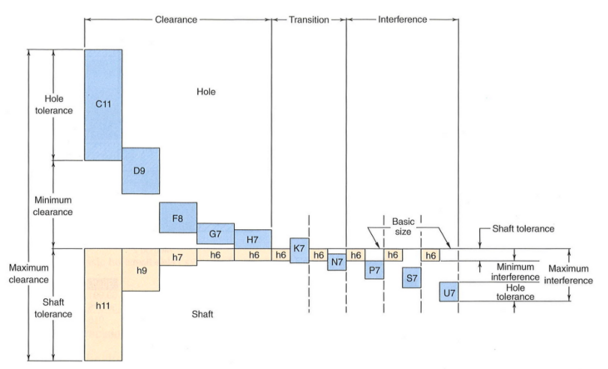 Clearance
Transition
Interference
Hole
tolerance
C11
Hole
D9
Minimum
clearance
F8
G7
H7
Basic
size
Shaft tolerance
K7
h7
h6
h6
h6
h6
h6
h6
h6
N7
P7
S7
U7
Maximum
clearance
h9
h11
Shaft
tolerance
Shaft
Minimum
interference
Hole
tolerance
Maximum
interference